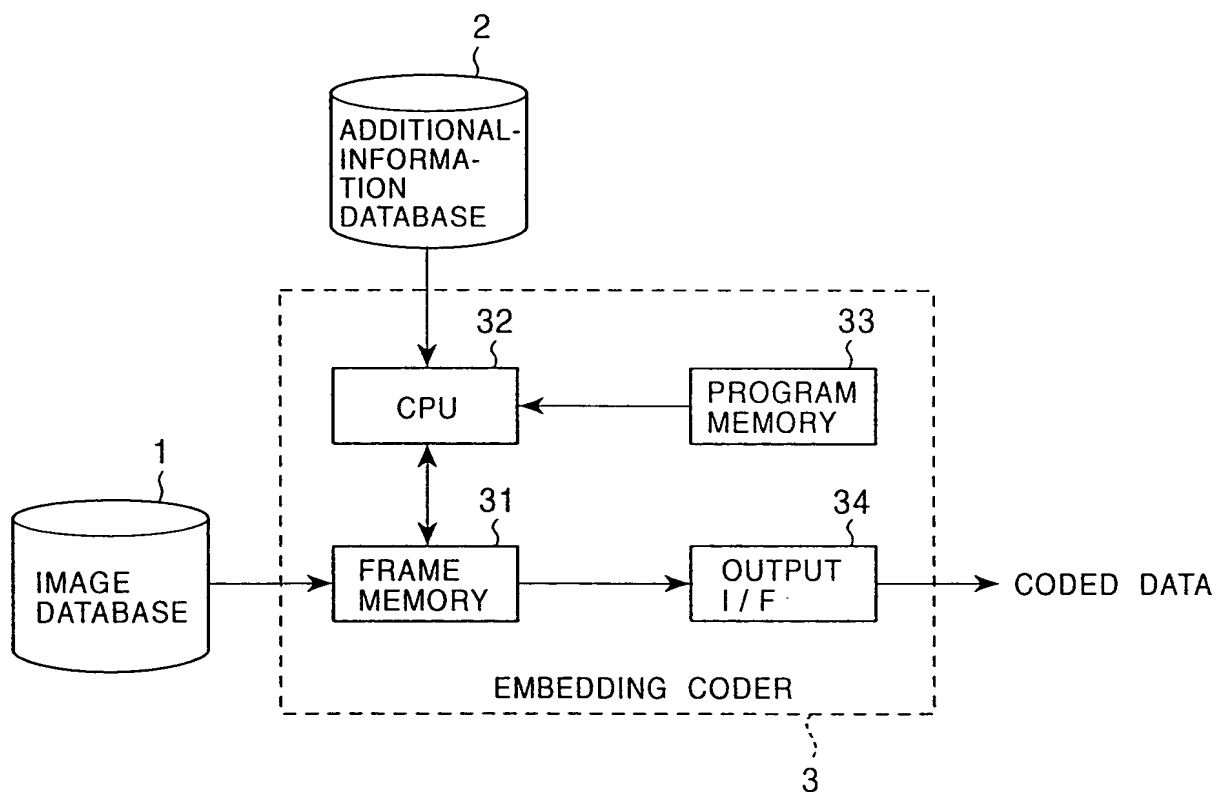 2
ADDITIONAL-
INFORMA-
TION
DATABASE
32
33
CPU
PROGRAM
MEMORY
1
31
34
IMAGE
DATABASE
FRAME
MEMORY
OUTPUT
I / F
CODED DATA
EMBEDDING CODER
3